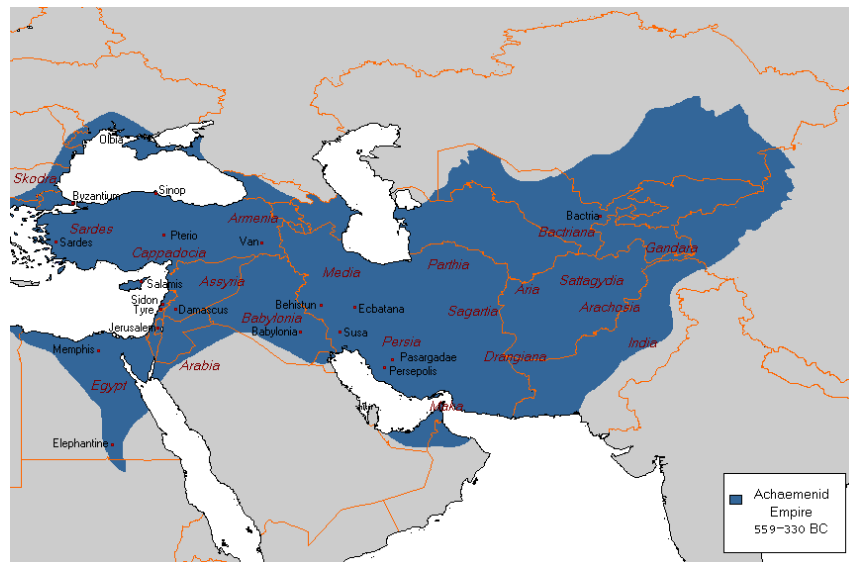 Olbia
Skodra
Byzantium
Sinop
Bactria
Sardes
Armenia
Pterio
Van
Sardes
Cappadocia
Bactriana
Gandara
Media
Parthia
Assyria
Salamis
Sattagydia
Aria
Sidon
Tyre
Damascus
Behistun
Ecbatana
Sagartia
Arachosia
Babylonia
Jerusalem
Babylonia
Susa
Persia
India
Memphis
Arabia
Pasargadae
Drangiana
Persepolis
Egypt
Maka
Elephantine
Achaemenid
Empire
559-330 BC